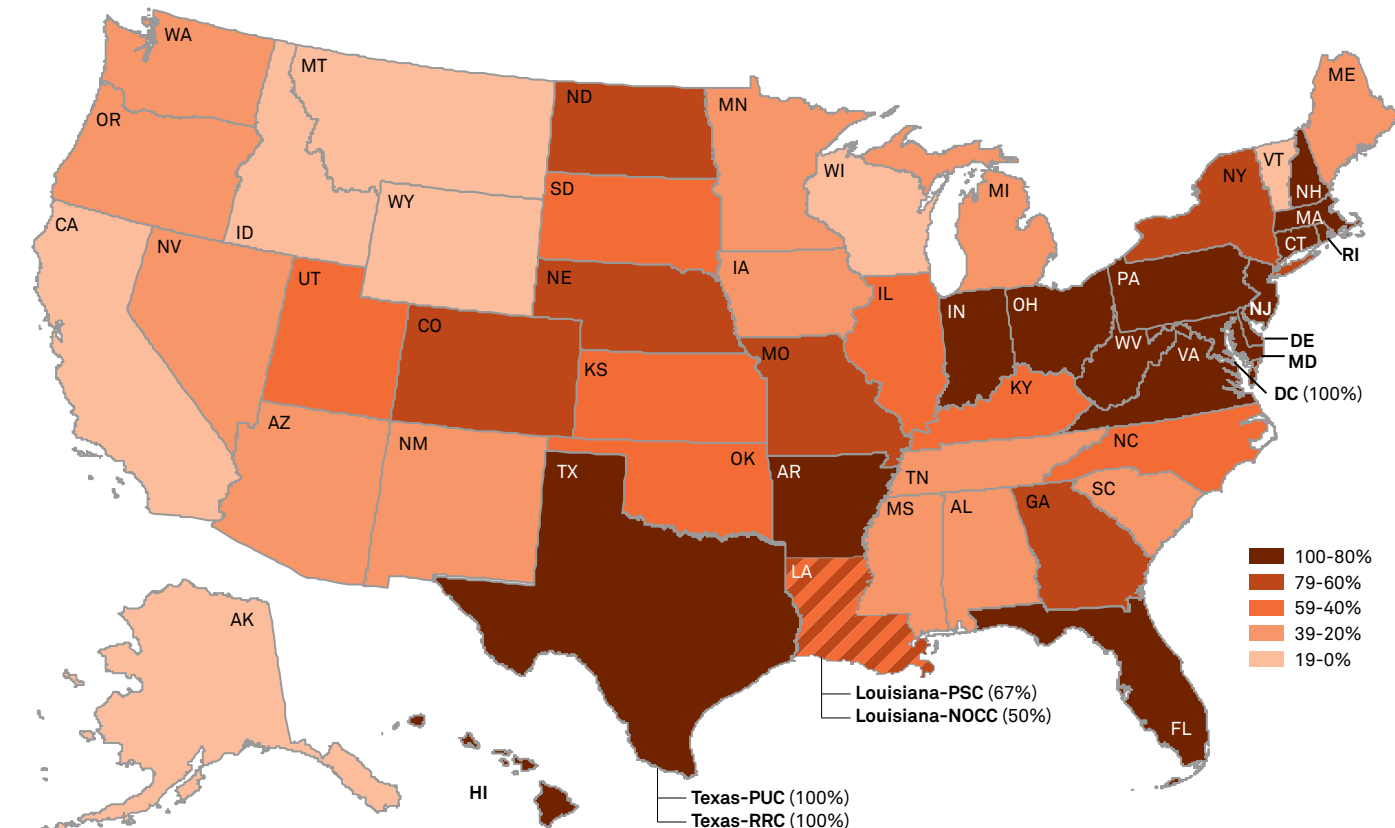 WA
ME
MT
ND
MN
OR
VT
WI
NY
SD
MI
NH
WY
MA
CA
ID
CT
NV
RI
IA
UT
NE
PA
IL
IN
OH
NJ
CO
DE
WV
MO
VA
MD
KS
KY
DC (100%)
AZ
NC
NM
OK
TX
AR
TN
SC
MS
AL
GA
100-80%
LA
79-60%
59-40%
AK
39-20%
19-0%
Louisiana-PSC (67%)
Louisiana-NOCC (50%)
FL
HI
Texas-PUC (100%)
Texas-RRC (100%)